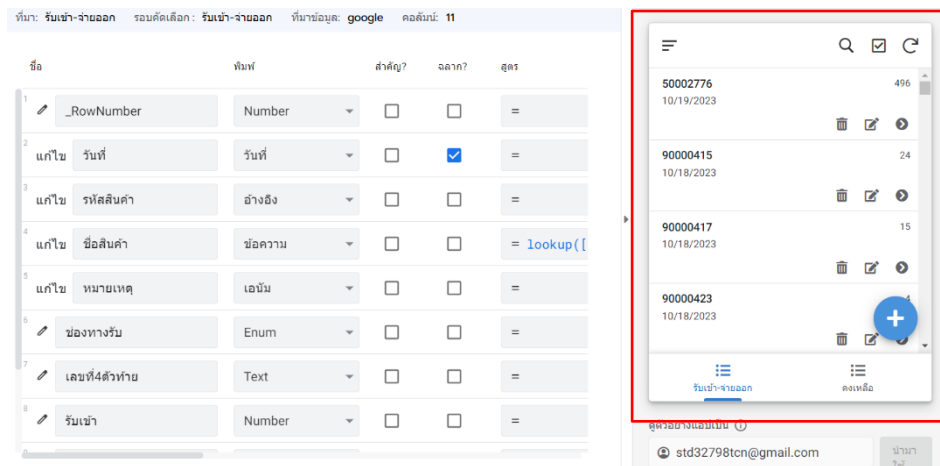 ที่มา: รับเข้า-จ่ายออก รอบคัดเลือก : รับเข้า-จ่ายออก ที่มาข้อมูล: google คอลัมน์: 11
ชื่อ พิมพ์ สำคัญ? ฉลาก? สูตร
1 _RowNumber Number =
2 แก้ไข วันที่ วันที่ =
3 แก้ไข รหัสสินค้า อ้างอิง =
4 แก้ไข ชื่อสินค้า ข้อความ = lookup([
5 แก้ไข หมายเหตุ เอนัม =
6 ช่องทางรับ Enum =
7 เลขที่4ตัวท้าย Text =
8 รับเข้า Number =
50002776 496
10/19/2023
90000415 24
10/18/2023
90000417 15
10/18/2023
90000423 4
10/18/2023
รับเข้า-จ่ายออก คงเหลือ
ดูตัวอย่างแอปเป็น
std32798tcn@gmail.com นำมา